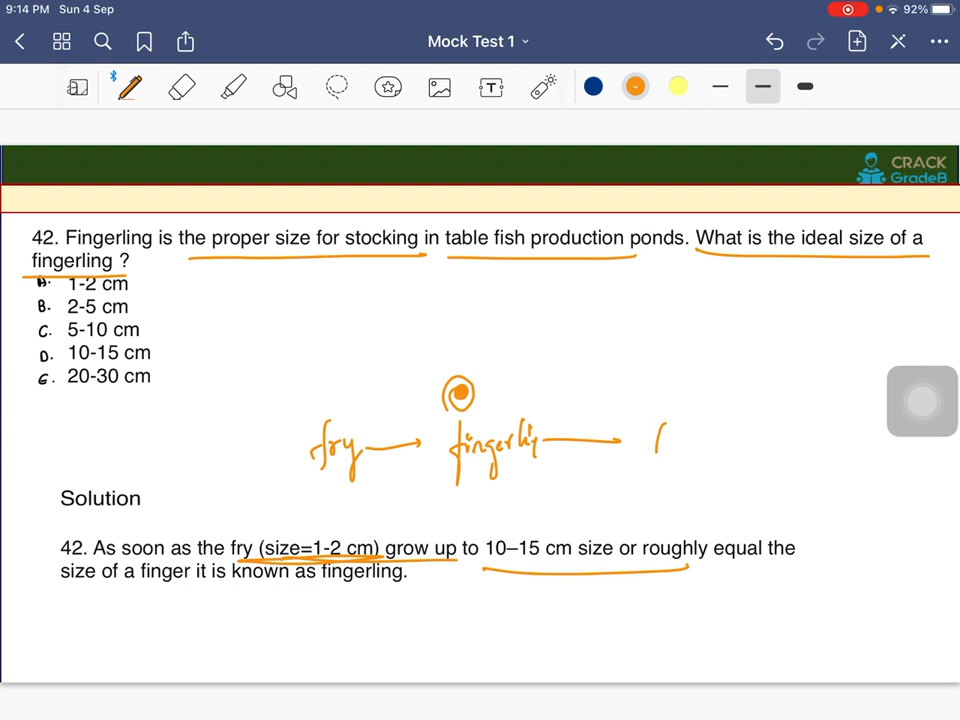 9:14 PM Sun 4 Sep
92%
Mock Test 1
T
CRACK
GradeB
42. Fingerling is the proper size for stocking in table fish production ponds. What is the ideal size of a
fingerling ?
A. 1-2 cm
B. 2-5 cm
C. 5-10 cm
D. 10-15 cm
E. 20-30 cm
fry fingerlig
Solution
42. As soon as the fry (size=1-2 cm) grow up to 10–15 cm size or roughly equal the
size of a finger it is known as fingerling.